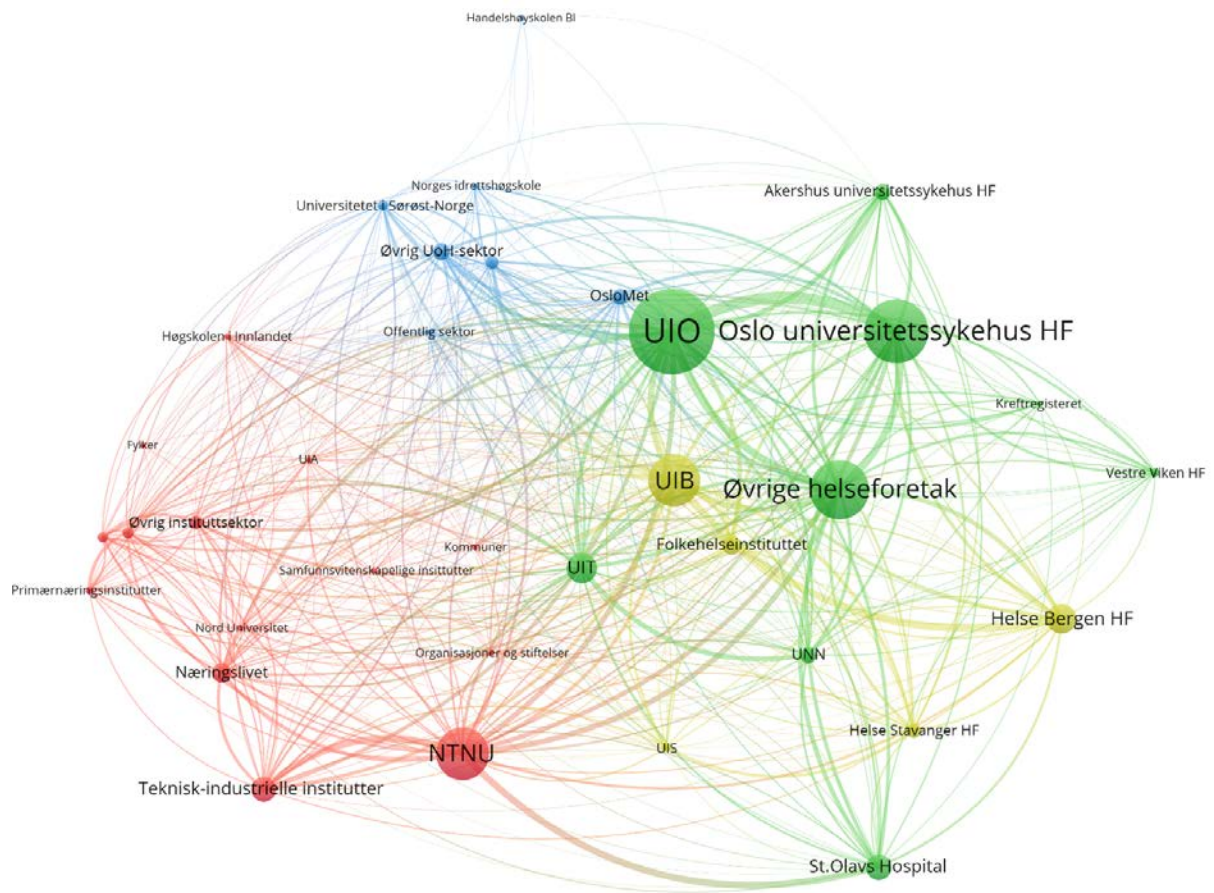 Handelshøyskolen BI
Norges idrettshøgskole
Akershus universitetssykehus HF
Universitetet i Sørøst-Norge
Øvrig UoH-sektor
OsloMet
Offentlig sektor
UIO
Oslo universitetssykehus HF
Høgskolen i Innlandet
Kreftregisteret
Fylker
UIA
Vestre Viken HF
UIB
Øvrige helseforetak
Øvrig instituttsektor
Kommuner
Folkehelseinstituttet
Samfunnsvitenskapelige insittutter
UIT
Primærnæringsinstitutter
Helse Bergen HF
Nord Universitet
Organisasjoner og stiftelser
UNN
Næringslivet
Helse Stavanger HF
UIS
NTNU
Teknisk-industrielle institutter
St.Olavs Hospital